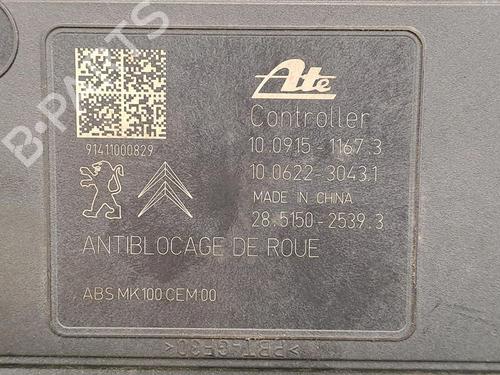 Ate
Controller
10.0915-1167.3
10.0622-3043.1
MADE IN CHINA
28.5150-2539.3
91411000829
ANTIBLOCAGE DE ROUE
ABS MK100 CEM:00
B-PARTS